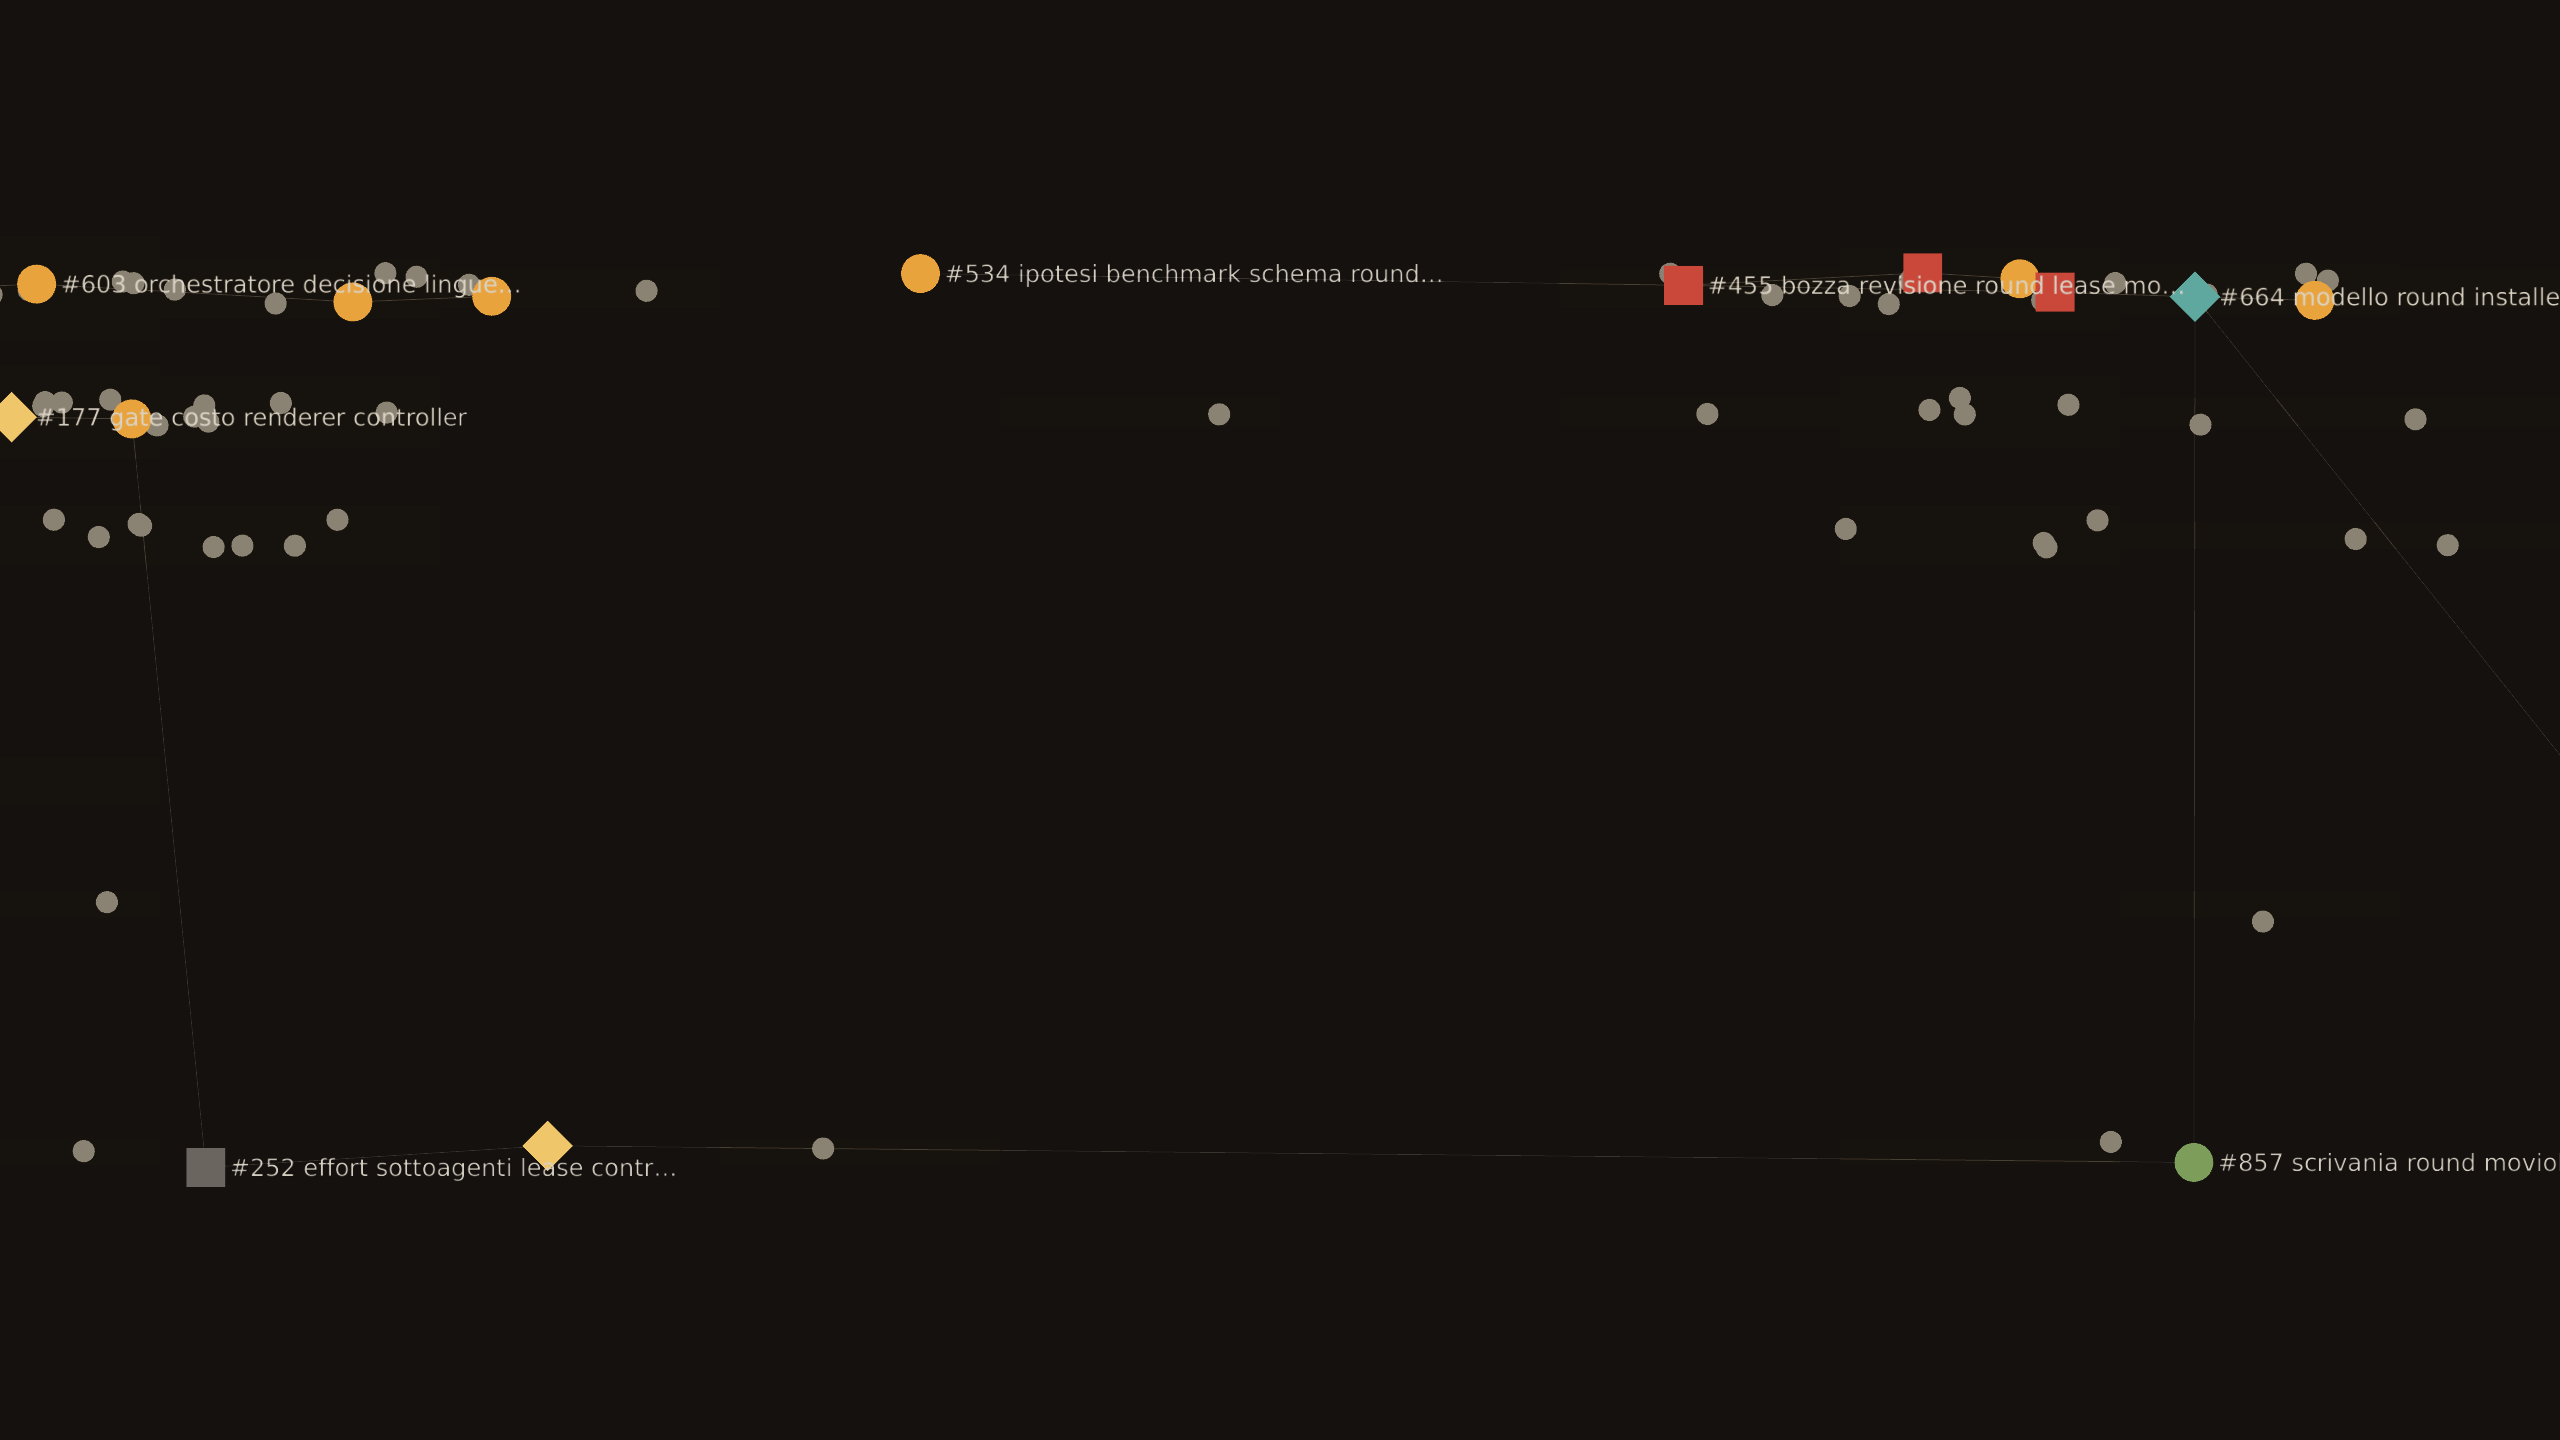 #603 orchestratore decisione lingue…
#534 ipotesi benchmark schema round…
#455 bozza revisione round lease mo…
#664 modello round installe
#177 gate costo renderer controller
#252 effort sottoagenti lease contr…
#857 scrivania round moviol